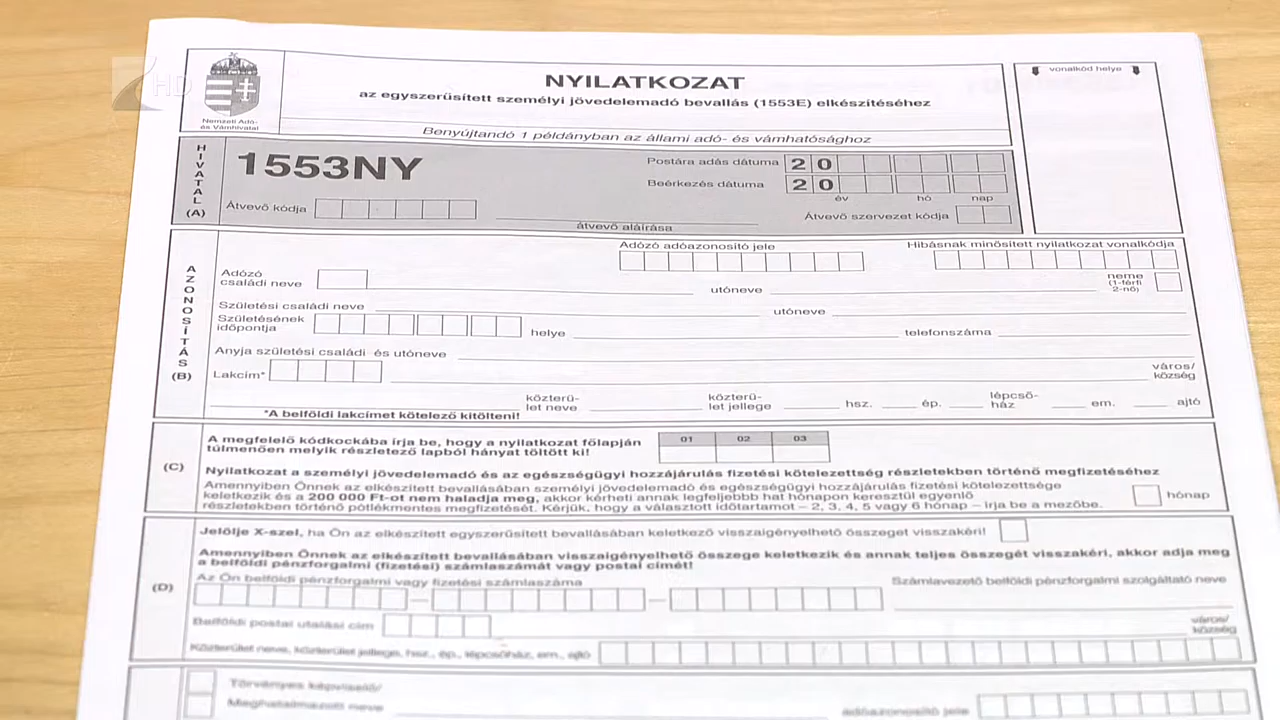 HD
Nemzeti Adó-
és Vámhivatal
NYILATKOZAT
az egyszerűsített személyi jövedelemadó bevallás (1553E) elkészítéséhez
Benyújtandó 1 példányban az állami adó- és vámhatósághoz
vonalkód helye
HIVATAL
(A)
1553NY
Postára adás dátuma 20
Beérkezés dátuma 20
év hó nap
Átvevő kódja
átvevő aláírása
Átvevő szervezet kódja
AZONOSÍTÁS
(B)
Adózó adóazonosító jele
Hibásnak minősített nyilatkozat vonalkódja
Adózó
családi neve
utóneve
neme
(1-férfi
2-nő)
Születési családi neve
utóneve
Születésének
időpontja
helye
telefonszáma
Anyja születési családi és utóneve
Lakcím*
város/
község
közterü-
let neve
közterü-
let jellege
hsz.
ép.
lépcső-
ház
em.
ajtó
*A belföldi lakcímet kötelező kitölteni!
(C)
A megfelelő kódkockába írja be, hogy a nyilatkozat főlapján
túlmenően melyik részletező lapból hányat töltött ki!
01 02 03
Nyilatkozat a személyi jövedelemadó és az egészségügyi hozzájárulás fizetési kötelezettség részletekben történő megfizetéséhez
Amennyiben Önnek az elkészített bevallásában személyi jövedelemadó és egészségügyi hozzájárulás fizetési kötelezettsége
keletkezik és a 200 000 Ft-ot nem haladja meg, akkor kérheti annak legfeljebbb hat hónapon keresztül egyenlő
részletekben történő pótlékmentes megfizetését. Kérjük, hogy a választott időtartamot – 2, 3, 4, 5 vagy 6 hónap – írja be a mezőbe.
hónap
(D)
Jelölje X-szel, ha Ön az elkészített egyszerűsített bevallásában keletkező visszaigényelhető összeget visszakéri!
Amennyiben Önnek az elkészített bevallásában visszaigényelhető összege keletkezik és annak teljes összegét visszakéri, akkor adja meg
a belföldi pénzforgalmi (fizetési) számlaszámát vagy postai címét!
Az Ön belföldi pénzforgalmi vagy fizetési számlaszáma
Számlavezető belföldi pénzforgalmi szolgáltató neve
Belföldi postai utalási cím
város/
község
Közterület neve, közterület jellege, hsz., ép., lépcsőház, em., ajtó
Törvényes képviselő/
Meghatalmazott neve
adóazonosító jele